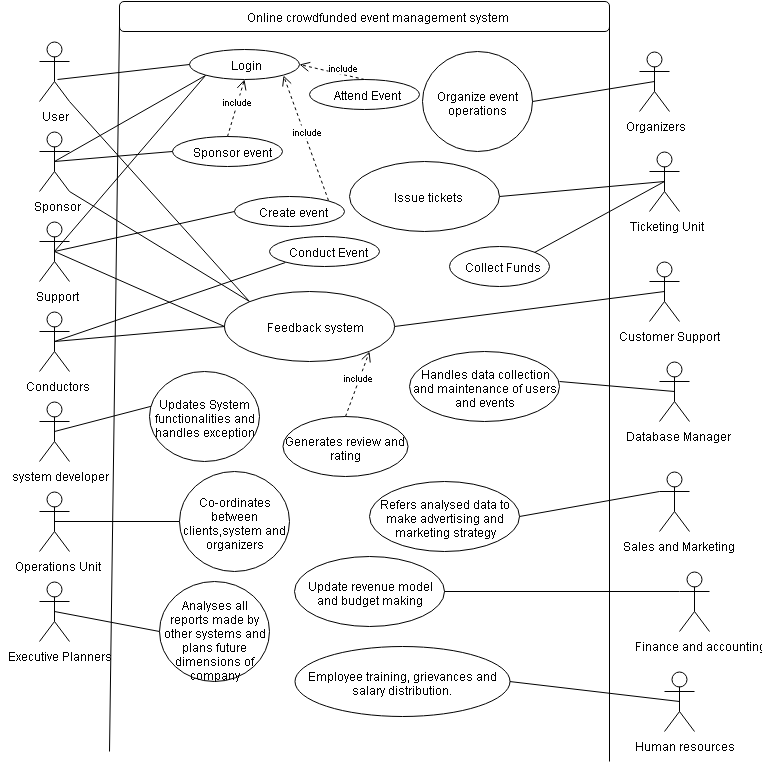 Online crowdfunded event management system
User
Sponsor
Support
Conductors
system developer
Operations Unit
Executive Planners
Login
include
Attend Event
include
include
Sponsor event
Create event
Conduct Event
Feedback system
include
Generates review and
rating
Updates System
functionalities and
handles exception
Co-ordinates
between
clients,system and
organizers
Analyses all
reports made by
other systems and
plans future
dimensions of
company
Organize event
operations
Issue tickets
Collect Funds
Handles data collection
and maintenance of users
and events
Refers analysed data to
make advertising and
marketing strategy
Update revenue model
and budget making
Employee training, grievances and
salary distribution.
Organizers
Ticketing Unit
Customer Support
Database Manager
Sales and Marketing
Finance and accounting
Human resources